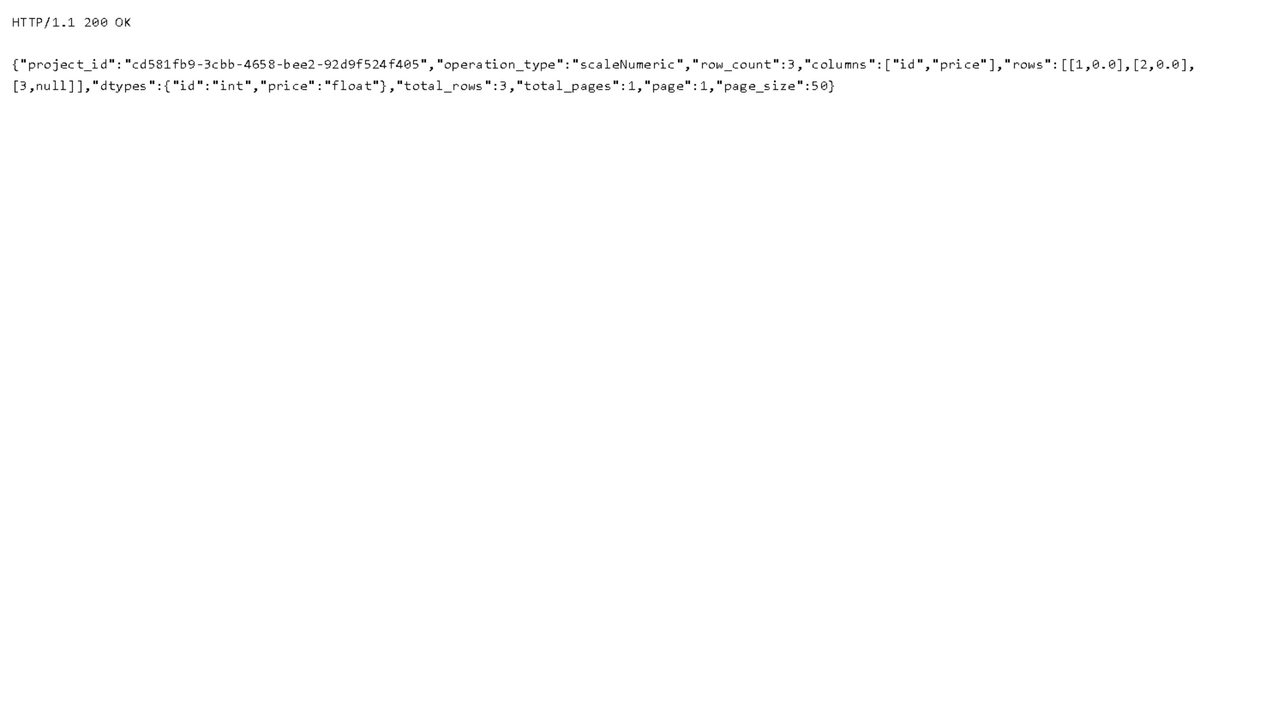 HTTP/1.1 200 OK
{"project_id":"cd581fb9-3cbb-4658-bee2-92d9f524f405","operation_type":"scaleNumeric","row_count":3,"columns":["id","price"],"rows":[[1,0.0],[2,0.0],
[3,null]],"dtypes":{"id":"int","price":"float"},"total_rows":3,"total_pages":1,"page":1,"page_size":50}